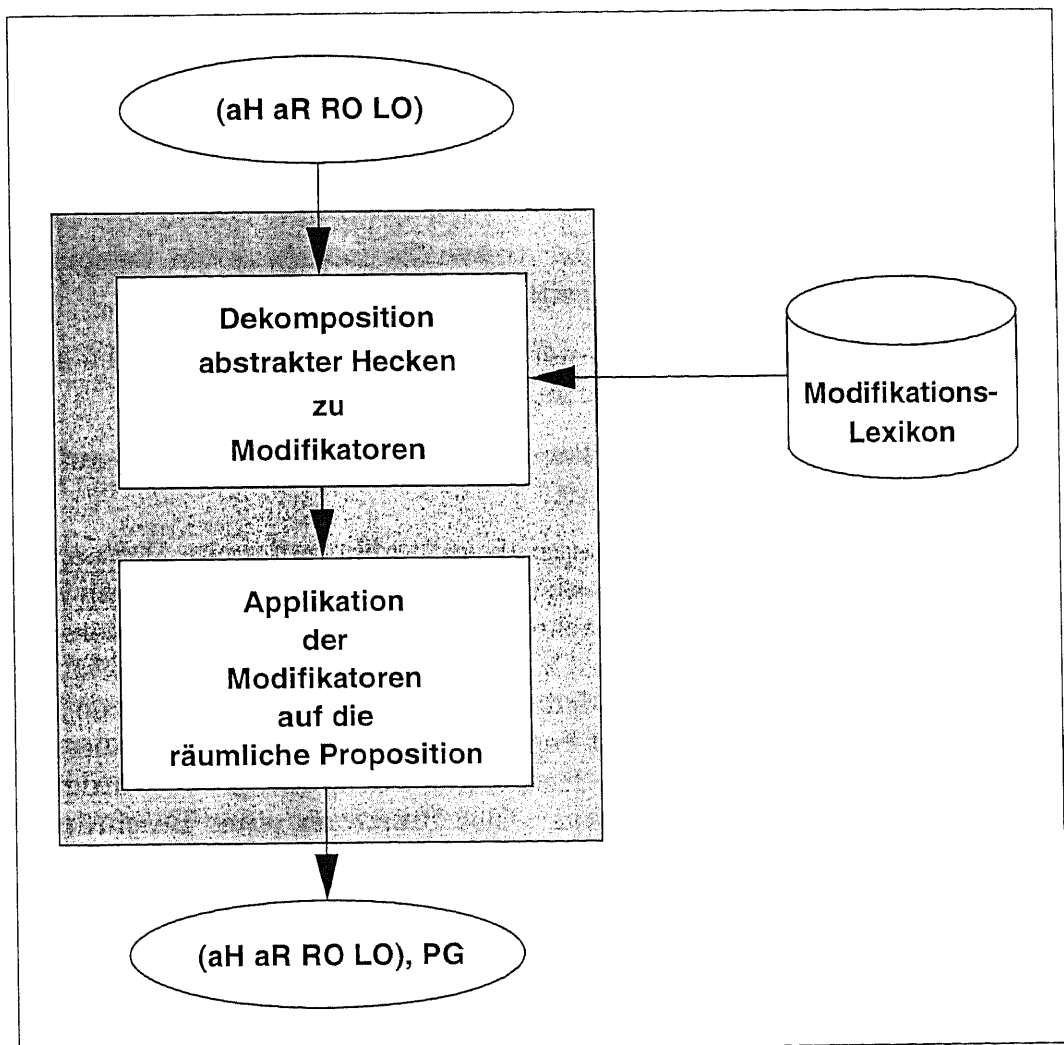 (aH aR RO LO)
Dekomposition
abstrakter Hecken
zu
Modifikatoren
Modifikations-
Lexikon
Applikation
der
Modifikatoren
auf die
räumliche Proposition
(aH aR RO LO), PG